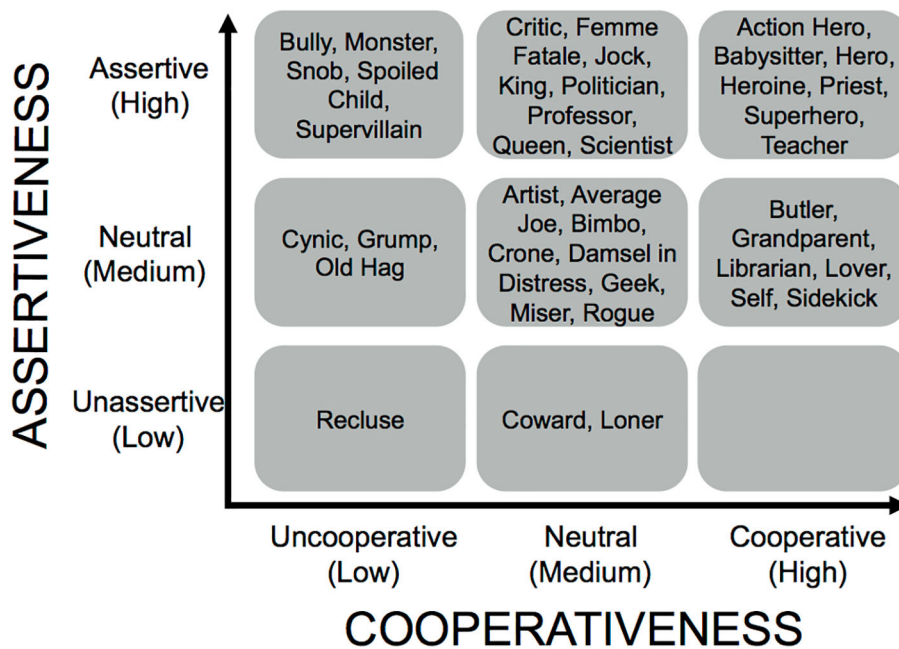 ASSERTIVENESS
Assertive
(High)
Bully, Monster,
Snob, Spoiled
Child,
Supervillain
Critic, Femme
Fatale, Jock,
King, Politician,
Professor,
Queen, Scientist
Action Hero,
Babysitter, Hero,
Heroine, Priest,
Superhero,
Teacher
Neutral
(Medium)
Cynic, Grump,
Old Hag
Artist, Average
Joe, Bimbo,
Crone, Damsel in
Distress, Geek,
Miser, Rogue
Butler,
Grandparent,
Librarian, Lover,
Self, Sidekick
Unassertive
(Low)
Recluse
Coward, Loner
Uncooperative
(Low)
Neutral
(Medium)
Cooperative
(High)
COOPERATIVENESS